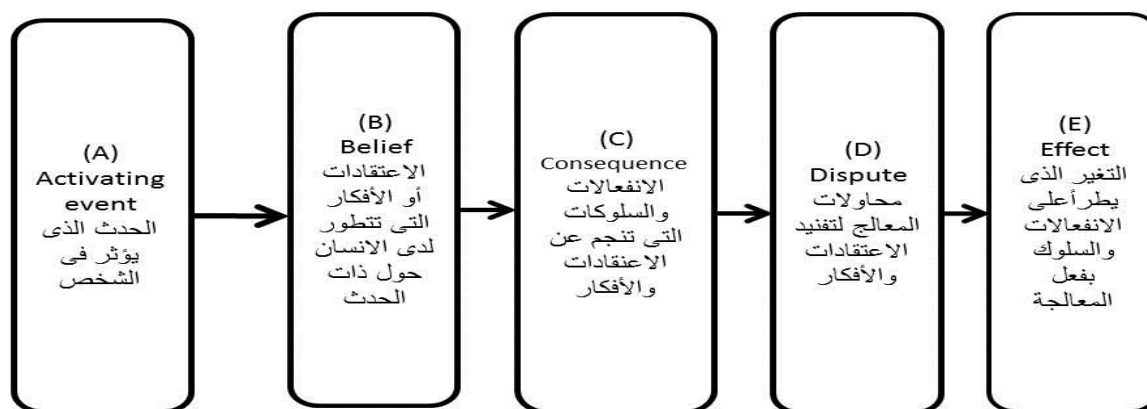 (A)
Activating
event
الحدث الذى
يؤثر فى
الشخص
(B)
Belief
الاعتقادات
أو الأفكار
التى تتطور
لدى الانسان
حول ذات
الحدث
(C)
Consequence
الانفعالات
والسلوكات
التى تنجم عن
الاعتقادات
والأفكار
(D)
Dispute
محاولات
المعالج لتفنيد
الاعتقادات
والأفكار
(E)
Effect
التغير الذى
يطرأعلى
الانفعالات
والسلوك
بفعل
المعالجة